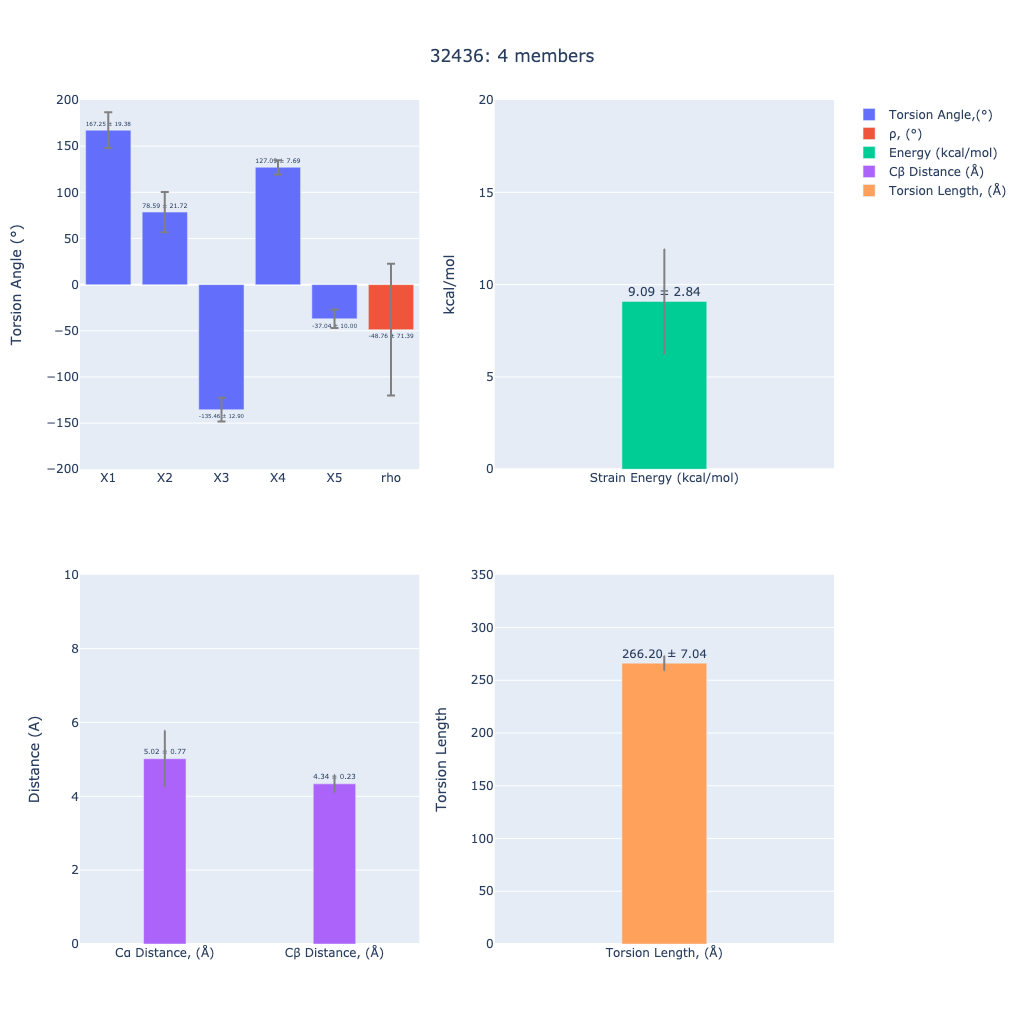 32436: 4 members
Torsion Angle (°)
200
150
100
50
0
−50
−100
−150
−200
167.25 ± 19.38
78.59 ± 21.72
-135.46 ± 12.90
127.09 ± 7.69
-37.04 ± 10.00
-48.76 ± 71.39
X1 X2 X3 X4 X5 rho
kcal/mol
20
15
10
5
0
9.09 ± 2.84
Strain Energy (kcal/mol)
Torsion Angle,(°)
ρ, (°)
Energy (kcal/mol)
Cβ Distance (Å)
Torsion Length, (Å)
Distance (A)
10
8
6
4
2
0
5.02 ± 0.77
4.34 ± 0.23
Cα Distance, (Å) Cβ Distance, (Å)
Torsion Length
350
300
250
200
150
100
50
0
266.20 ± 7.04
Torsion Length, (Å)